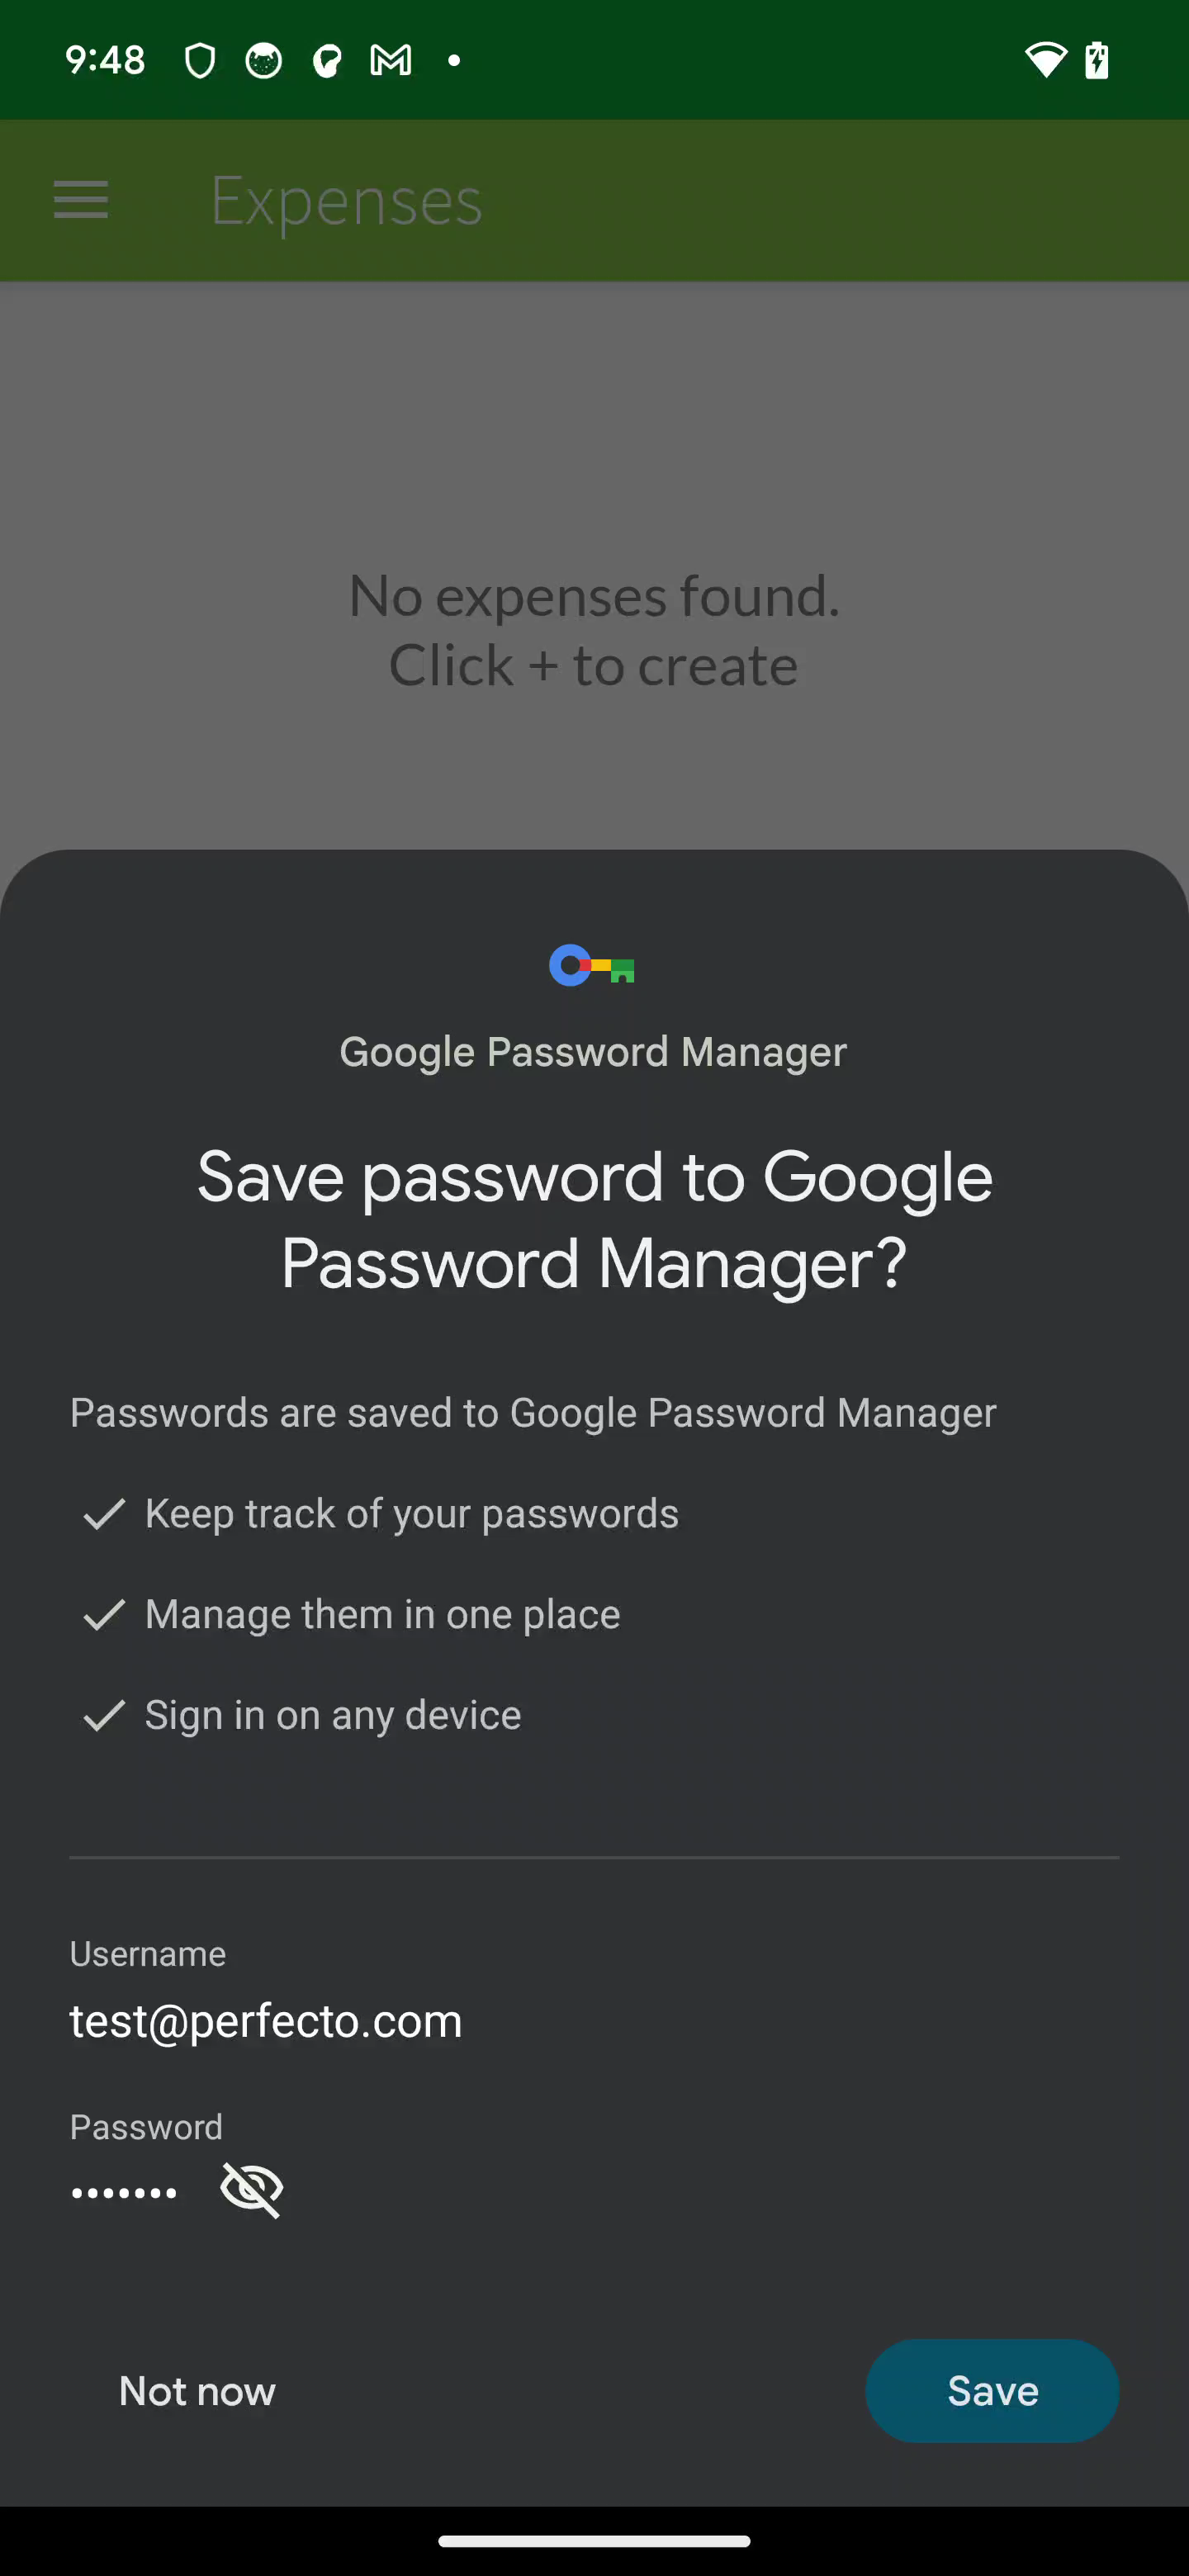 9:48
Expenses
No expenses found.
Click + to create
Google Password Manager
Save password to Google
Password Manager?
Passwords are saved to Google Password Manager
Keep track of your passwords
Manage them in one place
Sign in on any device
Username
test@perfecto.com
Password
•••••••
Not now
Save